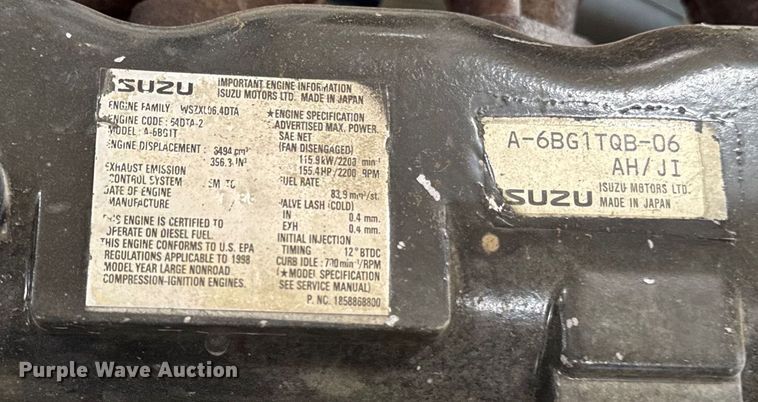 ISUZU
IMPORTANT ENGINE INFORMATION
ISUZU MOTORS LTD. MADE IN JAPAN
ENGINE FAMILY: WSZXL06.4DTA
ENGINE CODE: 64DTA-2
MODEL: A-6BG1T
ENGINE DISPLACEMENT: 6494 cm³
396.3 IN³
EXHAUST EMISSION
CONTROL SYSTEM EM, TC
DATE OF ENGINE
MANUFACTURE
THIS ENGINE IS CERTIFIED TO
OPERATE ON DIESEL FUEL.
THIS ENGINE CONFORMS TO U.S. EPA
REGULATIONS APPLICABLE TO 1998
MODEL YEAR LARGE NONROAD
COMPRESSION-IGNITION ENGINES.
★ENGINE SPECIFICATION
ADVERTISED MAX. POWER.
SAE NET
(FAN DISENGAGED)
115.9kW/2200 min⁻¹
155.4HP/2200 RPM
FUEL RATE
83.9mm³/st.
VALVE LASH (COLD)
IN 0.4 mm.
EXH 0.4 mm.
INITIAL INJECTION
TIMING 12°BTDC
CURB IDLE: min⁻¹/RPM
(★MODEL SPECIFICATION
SEE SERVICE MANUAL)
P. NO. 1858868800
A-6BG1TQB-06
AH/JI
ISUZU
ISUZU MOTORS LTD.
MADE IN JAPAN
Purple Wave Auction